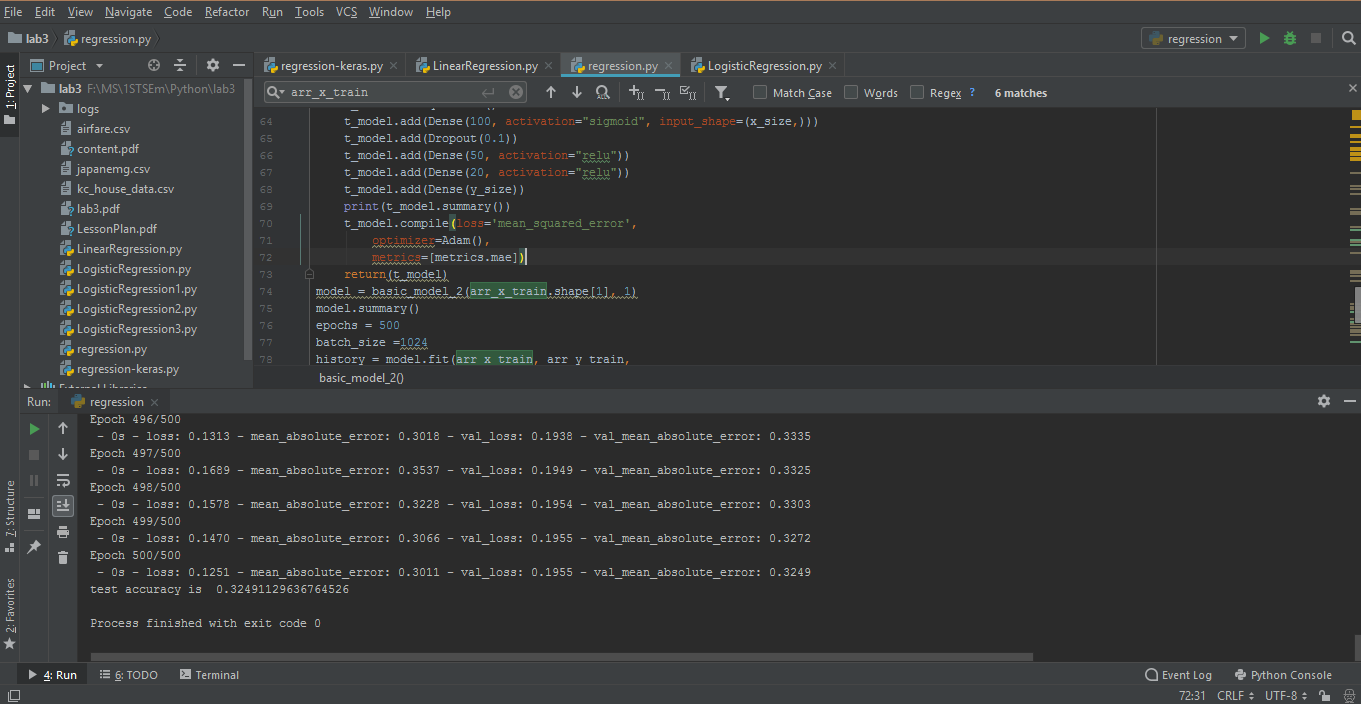 File Edit View Navigate Code Refactor Run Tools VCS Window Help
lab3 regression.py regression
1: Project
Project
regression-keras.py LinearRegression.py regression.py LogisticRegression.py
lab3 F:\MS\1STSEm\Python\lab3
logs
airfare.csv
content.pdf
japanemg.csv
kc_house_data.csv
lab3.pdf
LessonPlan.pdf
LinearRegression.py
LogisticRegression.py
LogisticRegression1.py
LogisticRegression2.py
LogisticRegression3.py
regression.py
regression-keras.py
External Libraries
arr_x_train Match Case Words Regex ? 6 matches
64 t_model.add(Dense(100, activation="sigmoid", input_shape=(x_size,)))
65 t_model.add(Dropout(0.1))
66 t_model.add(Dense(50, activation="relu"))
67 t_model.add(Dense(20, activation="relu"))
68 t_model.add(Dense(y_size))
69 print(t_model.summary())
70 t_model.compile(loss='mean_squared_error',
71 optimizer=Adam(),
72 metrics=[metrics.mae])
73 return(t_model)
74 model = basic_model_2(arr_x_train.shape[1], 1)
75 model.summary()
76 epochs = 500
77 batch_size =1024
78 history = model.fit(arr_x_train, arr_y_train,
basic_model_2()
Run: regression
Epoch 496/500
- 0s - loss: 0.1313 - mean_absolute_error: 0.3018 - val_loss: 0.1938 - val_mean_absolute_error: 0.3335
Epoch 497/500
- 0s - loss: 0.1689 - mean_absolute_error: 0.3537 - val_loss: 0.1949 - val_mean_absolute_error: 0.3325
Epoch 498/500
- 0s - loss: 0.1578 - mean_absolute_error: 0.3228 - val_loss: 0.1954 - val_mean_absolute_error: 0.3303
Epoch 499/500
- 0s - loss: 0.1470 - mean_absolute_error: 0.3066 - val_loss: 0.1955 - val_mean_absolute_error: 0.3272
Epoch 500/500
- 0s - loss: 0.1251 - mean_absolute_error: 0.3011 - val_loss: 0.1955 - val_mean_absolute_error: 0.3249
test accuracy is 0.32491129636764526
Process finished with exit code 0
7: Structure
2: Favorites
4: Run 6: TODO Terminal Event Log Python Console
72:31 CRLF UTF-8